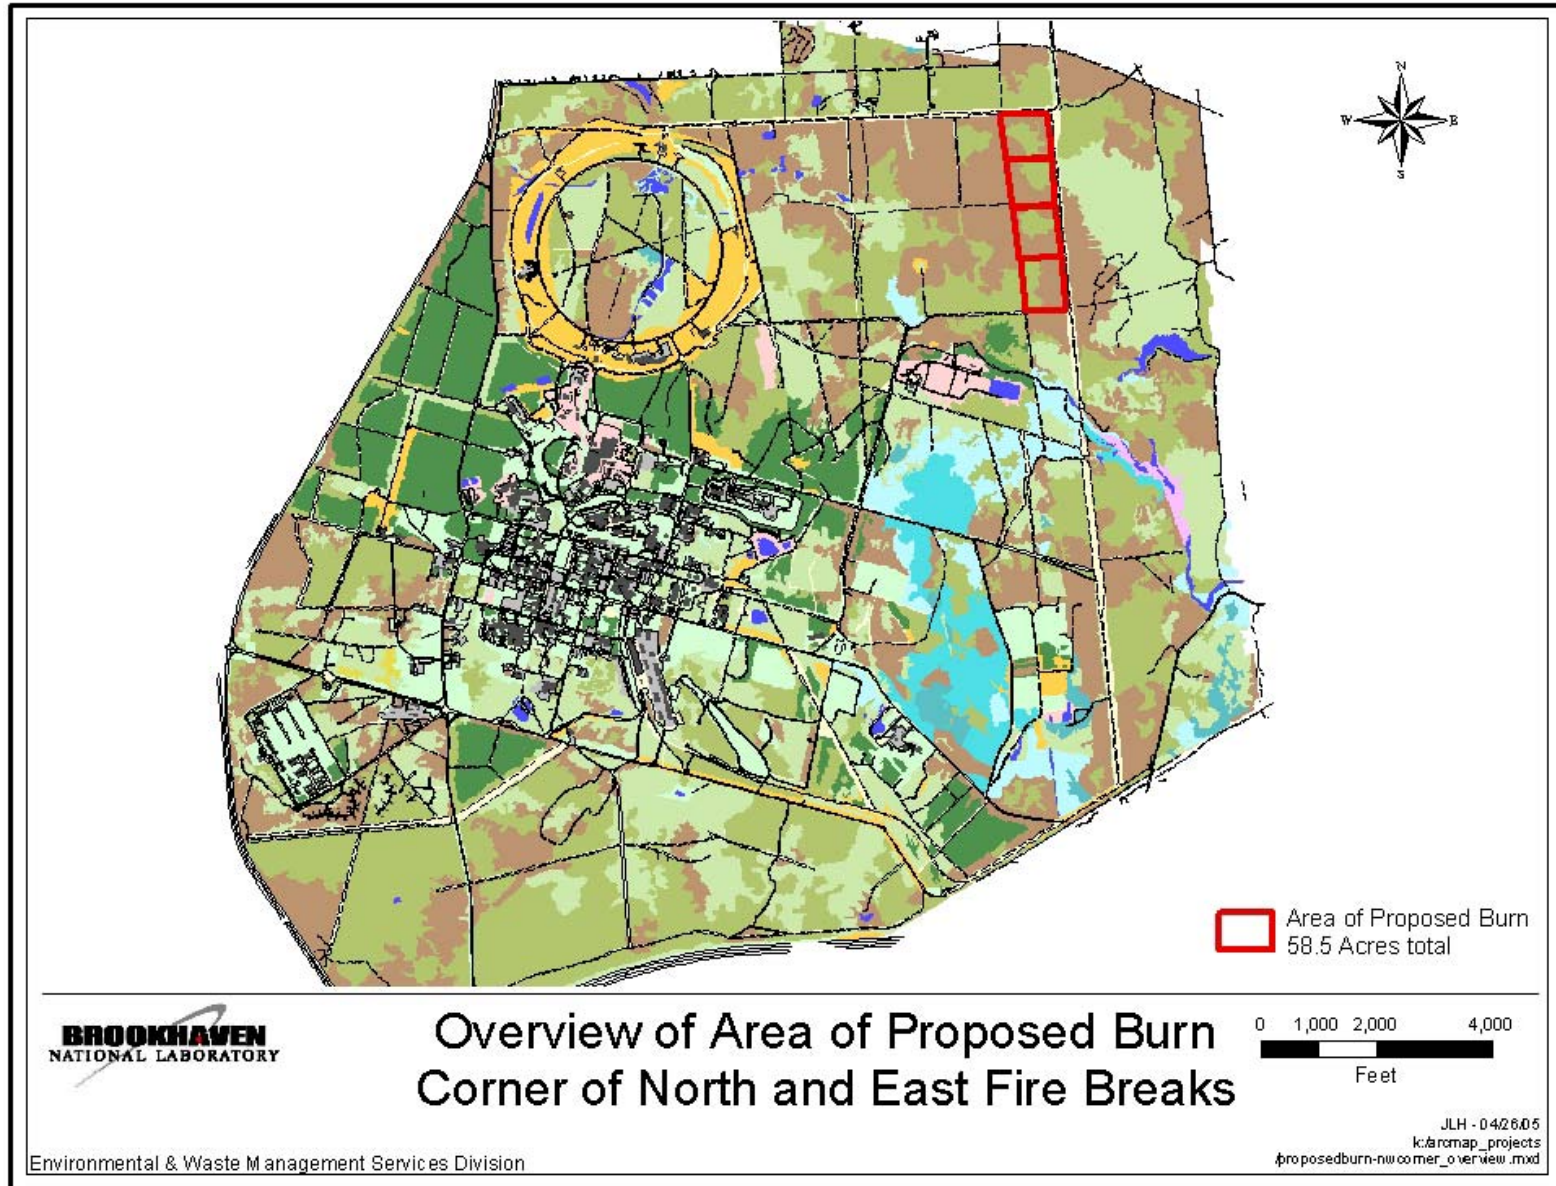 N
W
E
S
Area of Proposed Burn
58.5 Acres total
BROOKHAVEN
NATIONAL LABORATORY
Overview of Area of Proposed Burn
Corner of North and East Fire Breaks
0 1,000 2,000 4,000
Feet
JLH - 04/26/05
k:/arcmap_projects
/proposedburn-nwcorner_overview.mxd
Environmental & Waste Management Services Division